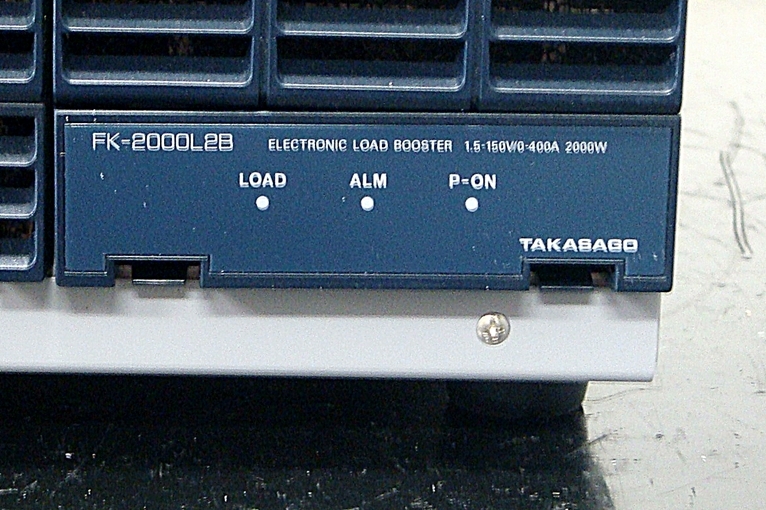 FK-2000L2B ELECTRONIC LOAD BOOSTER 1.5-150V/0-400A 2000W
LOAD ALM P-ON
TAKASAGO